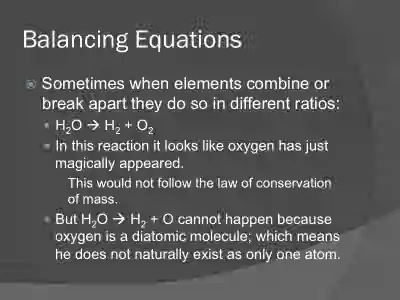 Balancing Equations
Sometimes when elements combine or
break apart they do so in different ratios:
H₂O → H₂ + O₂
In this reaction it looks like oxygen has just
magically appeared.
This would not follow the law of conservation
of mass.
But H₂O → H₂ + O cannot happen because
oxygen is a diatomic molecule; which means
he does not naturally exist as only one atom.